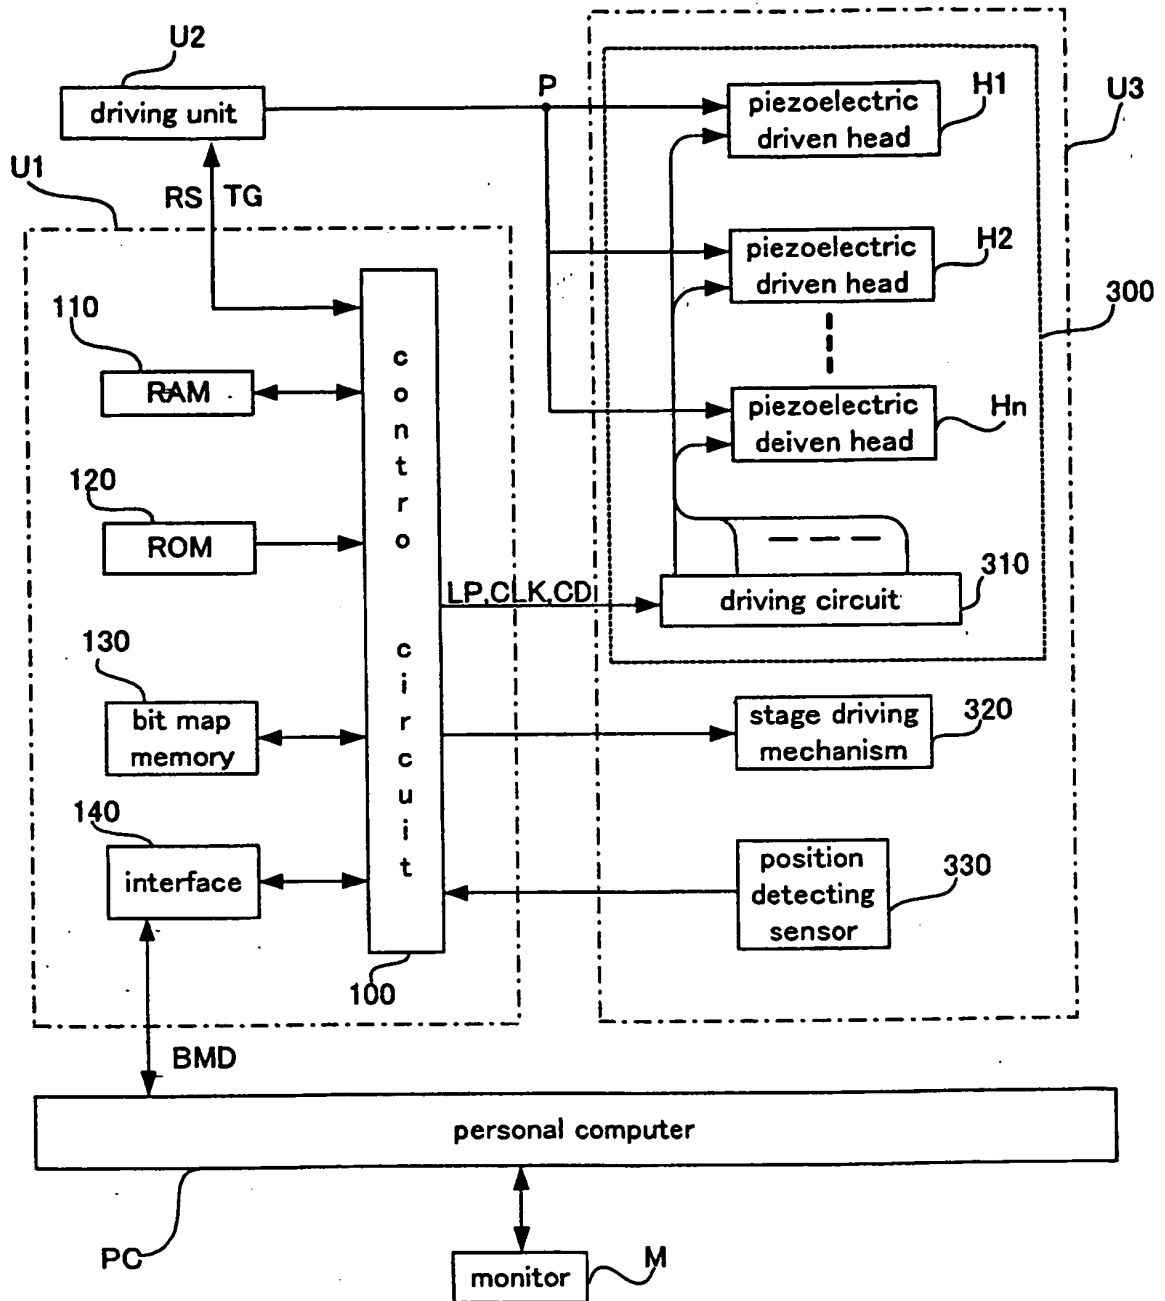 U2
driving unit
P
piezoelectric
driven head
H1
U3
U1
RS
TG
piezoelectric
driven head
H2
300
110
RAM
contro circuit
piezoelectric
deiven head
Hn
120
ROM
LP,CLK,CD
driving circuit
310
130
bit map
memory
stage driving
mechanism
320
140
interface
position
detecting
sensor
330
100
BMD
personal computer
PC
monitor
M